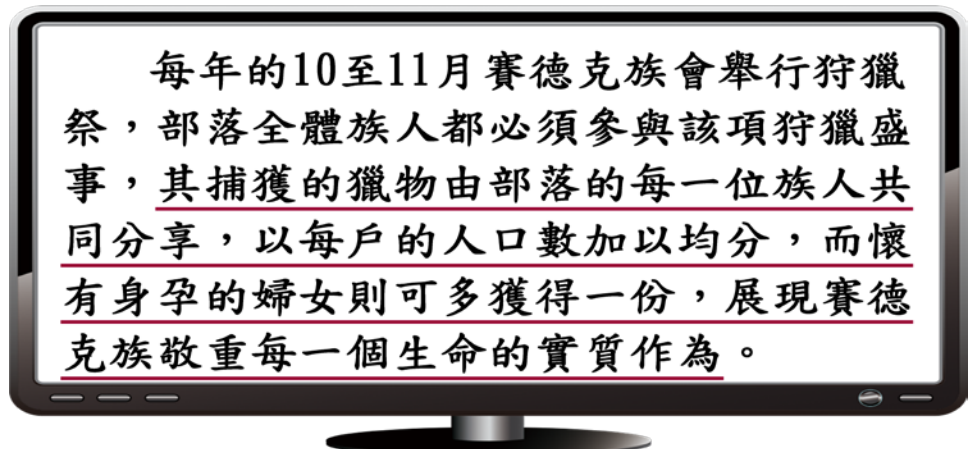 每年的10至11月賽德克族會舉行狩獵
祭，部落全體族人都必須參與該項狩獵盛
事，其捕獲的獵物由部落的每一位族人共
同分享，以每戶的人口數加以均分，而懷
有身孕的婦女則可多獲得一份，展現賽德
克族敬重每一個生命的實質作為。